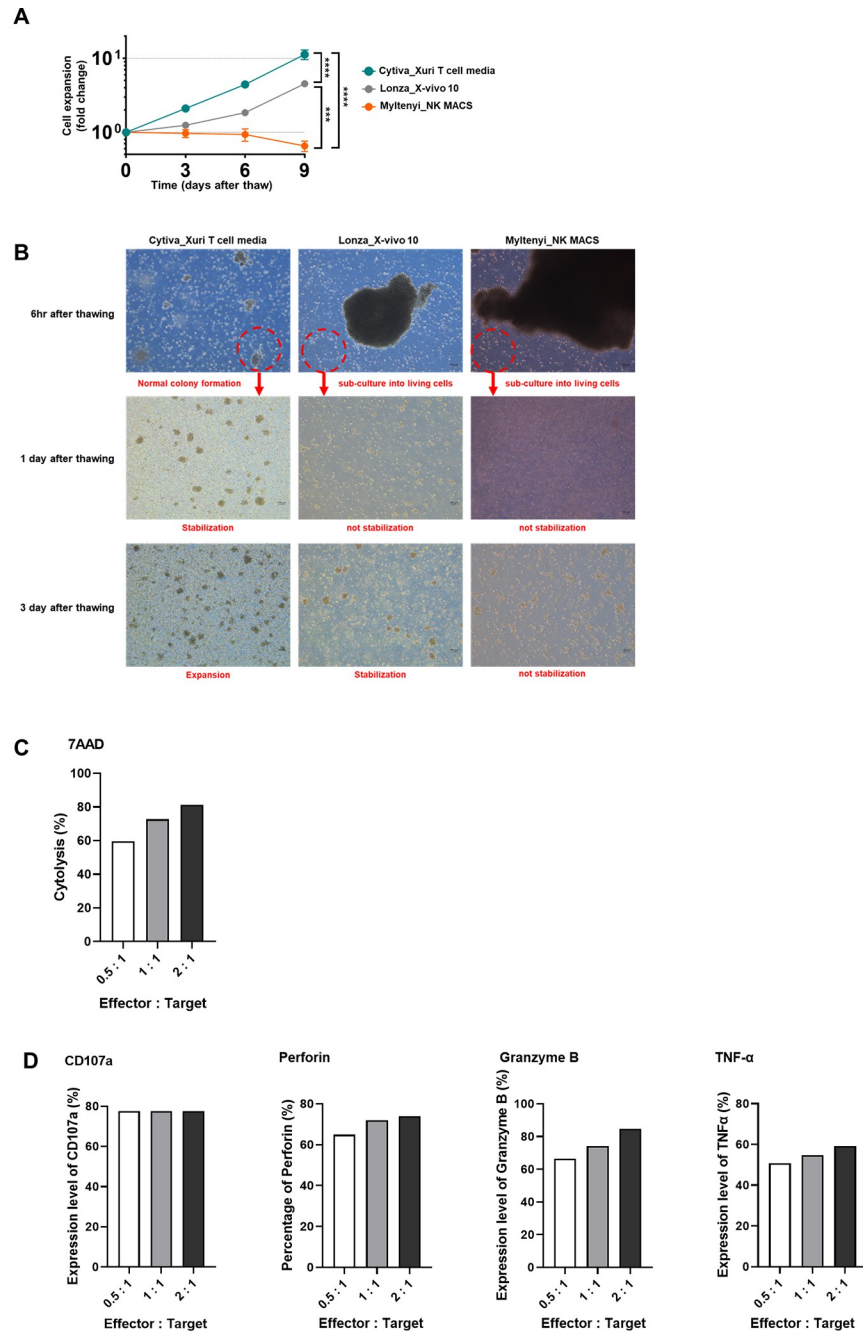 A
10¹
10⁰
Cell expansion
(fold change)
0 3 6 9
Time (days after thaw)
****
***
****
Cytiva_Xuri T cell media
Lonza_X-vivo 10
Myltenyi_NK MACS
B
Cytiva_Xuri T cell media Lonza_X-vivo 10 Myltenyi_NK MACS
6hr after thawing
Normal colony formation sub-culture into living cells sub-culture into living cells
1 day after thawing
Stabilization not stabilization not stabilization
3 day after thawing
Expansion Stabilization not stabilization
C
7AAD
Cytolysis (%)
100
80
60
40
20
0
0.5 : 1 1 : 1 2 : 1
Effector : Target
D
CD107a
Expression level of CD107a (%)
80
60
40
20
0
0.5 : 1 1 : 1 2 : 1
Effector : Target
Perforin
Percentage of Perforin (%)
80
60
40
20
0
0.5 : 1 1 : 1 2 : 1
Effector : Target
Granzyme B
Expression level of Granzyme B (%)
100
80
60
40
20
0
0.5 : 1 1 : 1 2 : 1
Effector : Target
TNF-α
Expression level of TNFα (%)
80
60
40
20
0
0.5 : 1 1 : 1 2 : 1
Effector : Target